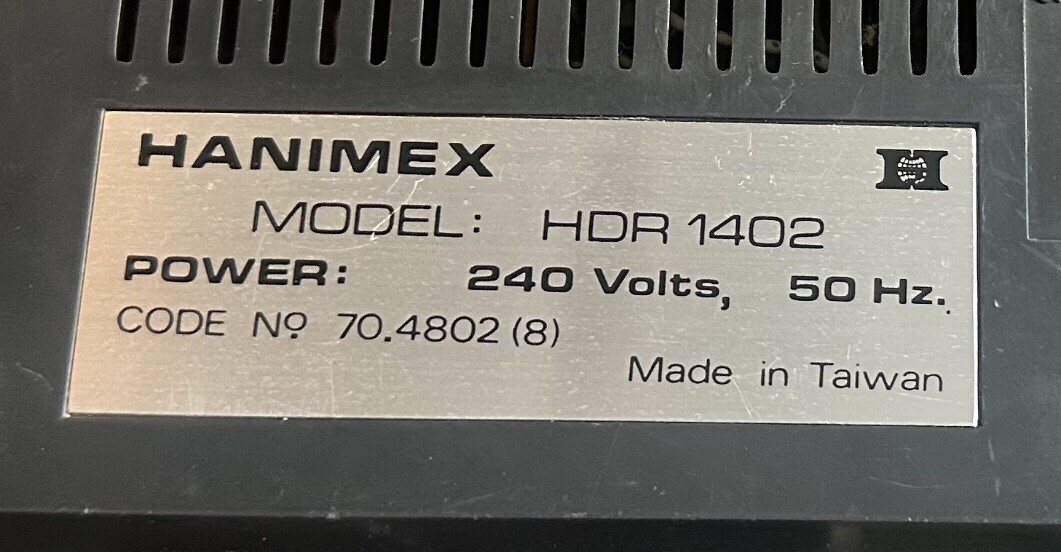 HANIMEX
H
MODEL: HDR 1402
POWER: 240 Volts, 50 Hz.
CODE Nº 70.4802 (8)
Made in Taiwan